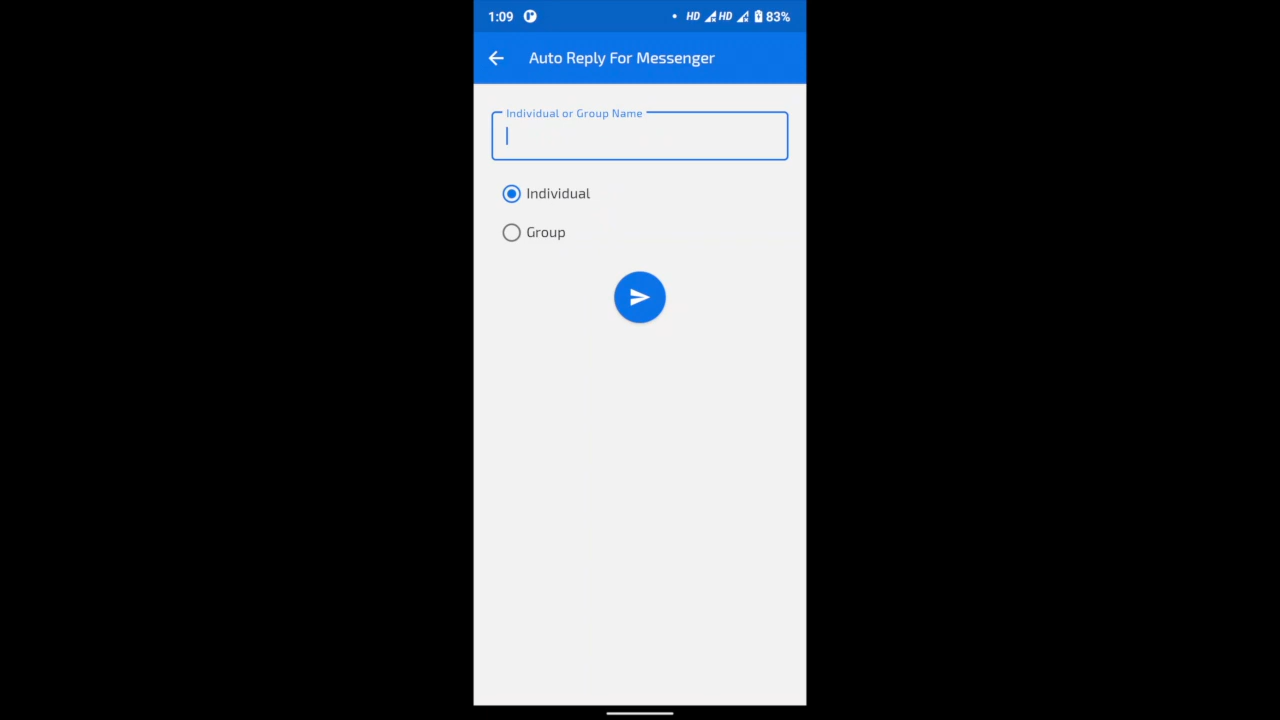 1:09 HD HD 83%
Auto Reply For Messenger
Individual or Group Name
Individual
Group